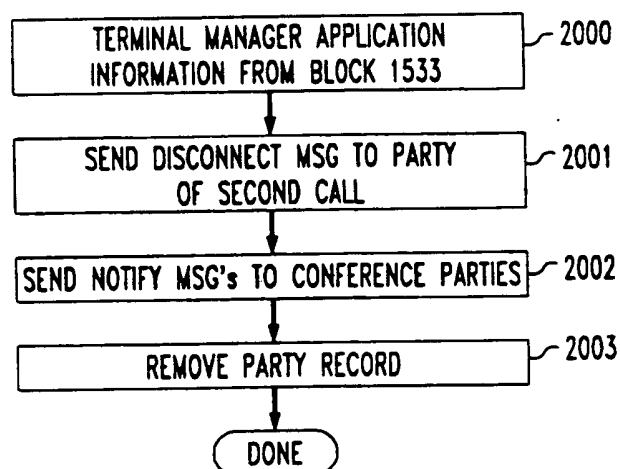 TERMINAL MANAGER APPLICATION
INFORMATION FROM BLOCK 1533
2000
SEND DISCONNECT MSG TO PARTY
OF SECOND CALL
2001
SEND NOTIFY MSG's TO CONFERENCE PARTIES
2002
REMOVE PARTY RECORD
2003
DONE